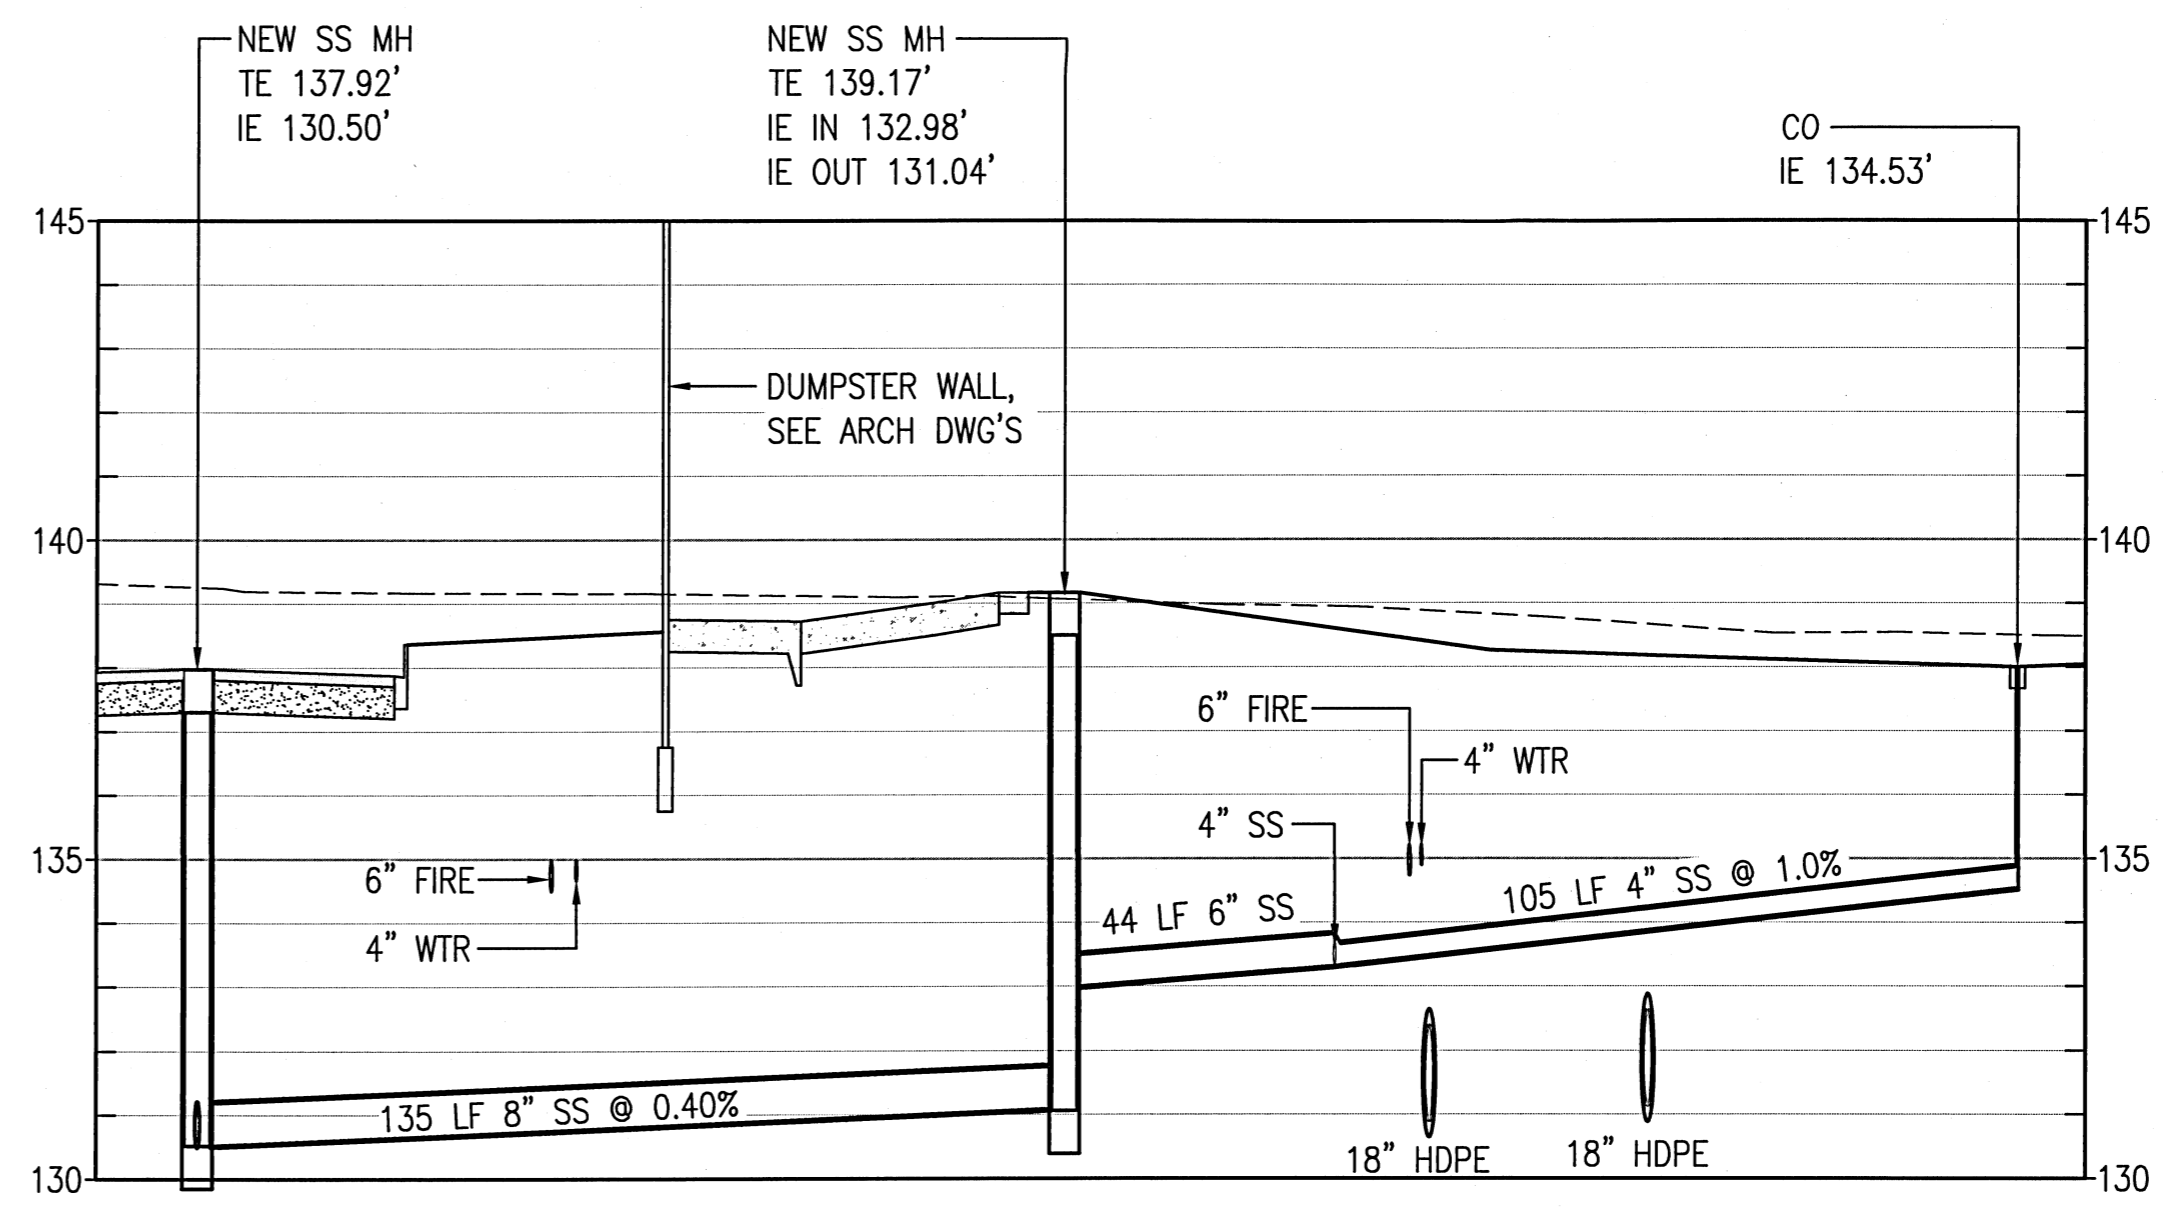 NEW SS MH
TE 137.92'
IE 130.50'
NEW SS MH
TE 139.17'
IE IN 132.98'
IE OUT 131.04'
CO
IE 134.53'
145
145
DUMPSTER WALL,
SEE ARCH DWG'S
140
140
6" FIRE
4" WTR
4" SS
135
135
6" FIRE
4" WTR
44 LF 6" SS
105 LF 4" SS @ 1.0%
135 LF 8" SS @ 0.40%
18" HDPE
18" HDPE
130
130